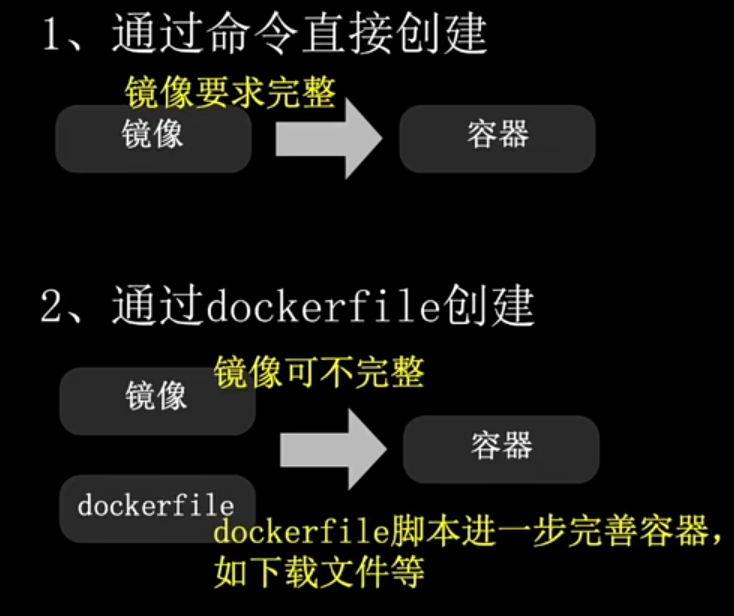 1、通过命令直接创建
镜像要求完整
镜像
容器
2、通过dockerfile创建
镜像可不完整
镜像
容器
dockerfile
dockerfile脚本进一步完善容器，
如下载文件等